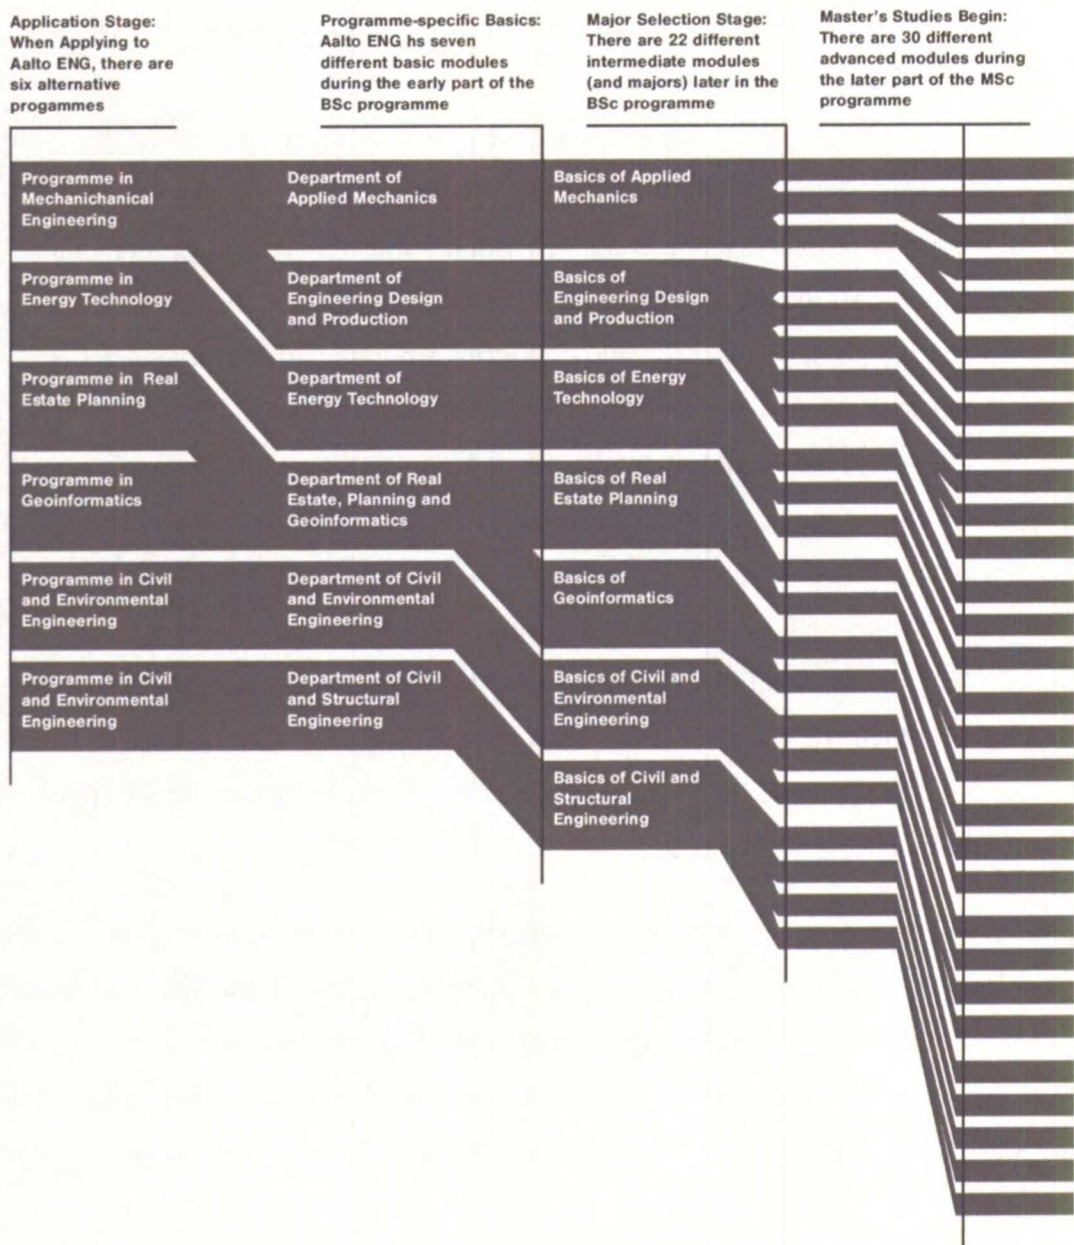 Application Stage:
When Applying to
Aalto ENG, there are
six alternative
progammes
Programme-specific Basics:
Aalto ENG hs seven
different basic modules
during the early part of the
BSc programme
Major Selection Stage:
There are 22 different
intermediate modules
(and majors) later in the
BSc programme
Master's Studies Begin:
There are 30 different
advanced modules during
the later part of the MSc
programme
Programme in
Mechanichanical
Engineering
Programme in
Energy Technology
Programme in Real
Estate Planning
Programme in
Geoinformatics
Programme in Civil
and Environmental
Engineering
Programme in Civil
and Environmental
Engineering
Department of
Applied Mechanics
Department of
Engineering Design
and Production
Department of
Energy Technology
Department of Real
Estate, Planning and
Geoinformatics
Department of Civil
and Environmental
Engineering
Department of Civil
and Structural
Engineering
Basics of Applied
Mechanics
Basics of
Engineering Design
and Production
Basics of Energy
Technology
Basics of Real
Estate Planning
Basics of
Geoinformatics
Basics of Civil and
Environmental
Engineering
Basics of Civil and
Structural
Engineering